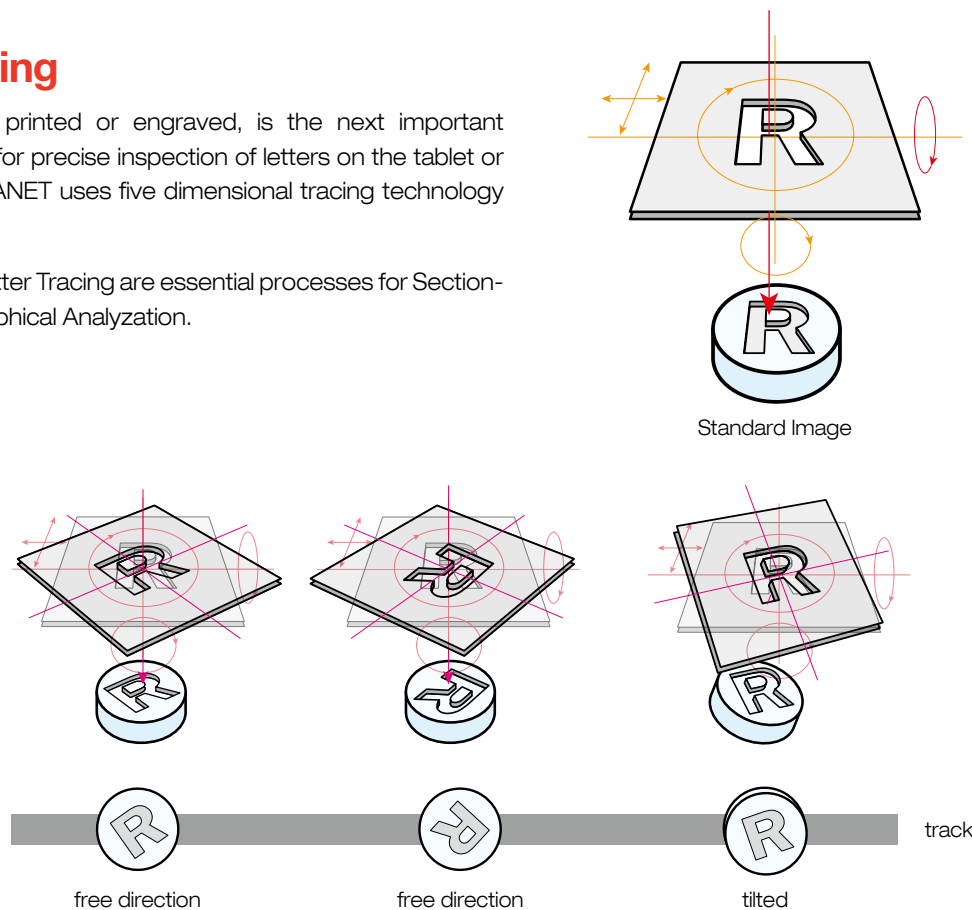 ing
printed or engraved, is the next important
for precise inspection of letters on the tablet or
ANET uses five dimensional tracing technology
tter Tracing are essential processes for Section-
phical Analyzation.
R
R
Standard Image
R
R
R
R
R
R
R
R
R
track
free direction
free direction
tilted